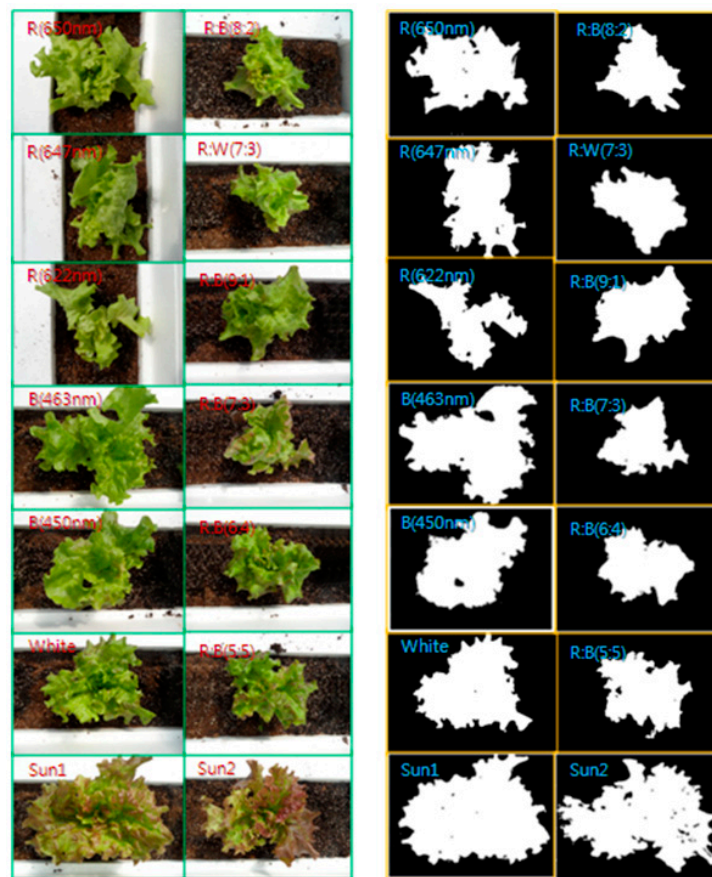 R(650nm) R:B(8:2) R(650nm) R:B(8:2)
R(647nm) R:W(7:3) R(647nm) R:W(7:3)
R(622nm) R:B(9:1) R(622nm) R:B(9:1)
B(463nm) R:B(7:3) B(463nm) R:B(7:3)
B(450nm) R:B(6:4) B(450nm) R:B(6:4)
White R:B(5:5) White R:B(5:5)
Sun1 Sun2 Sun1 Sun2